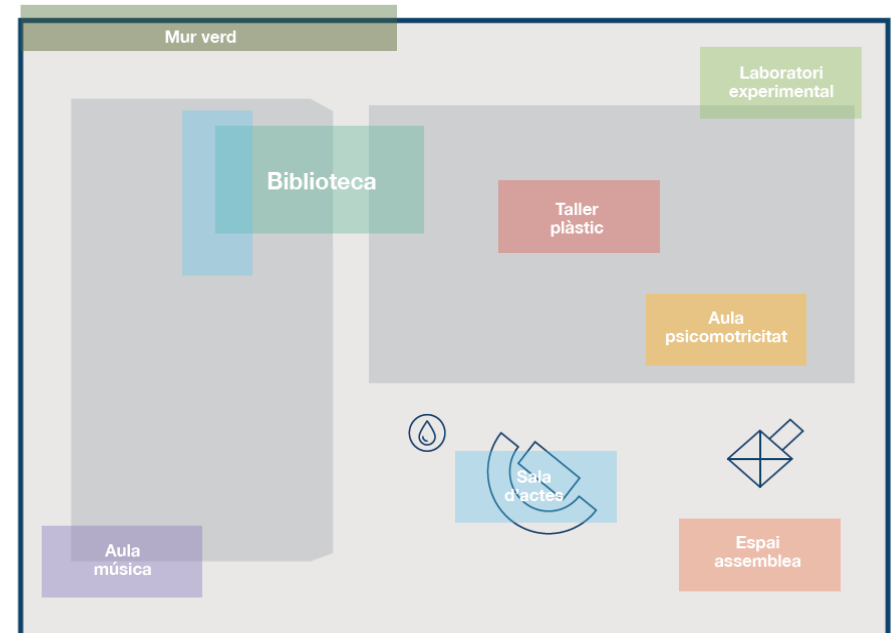 Mur verd
Laboratori
experimental
Biblioteca
Taller
plàstic
Aula
psicomotricitat
Sala
d'actes
Aula
música
Espai
assemblea